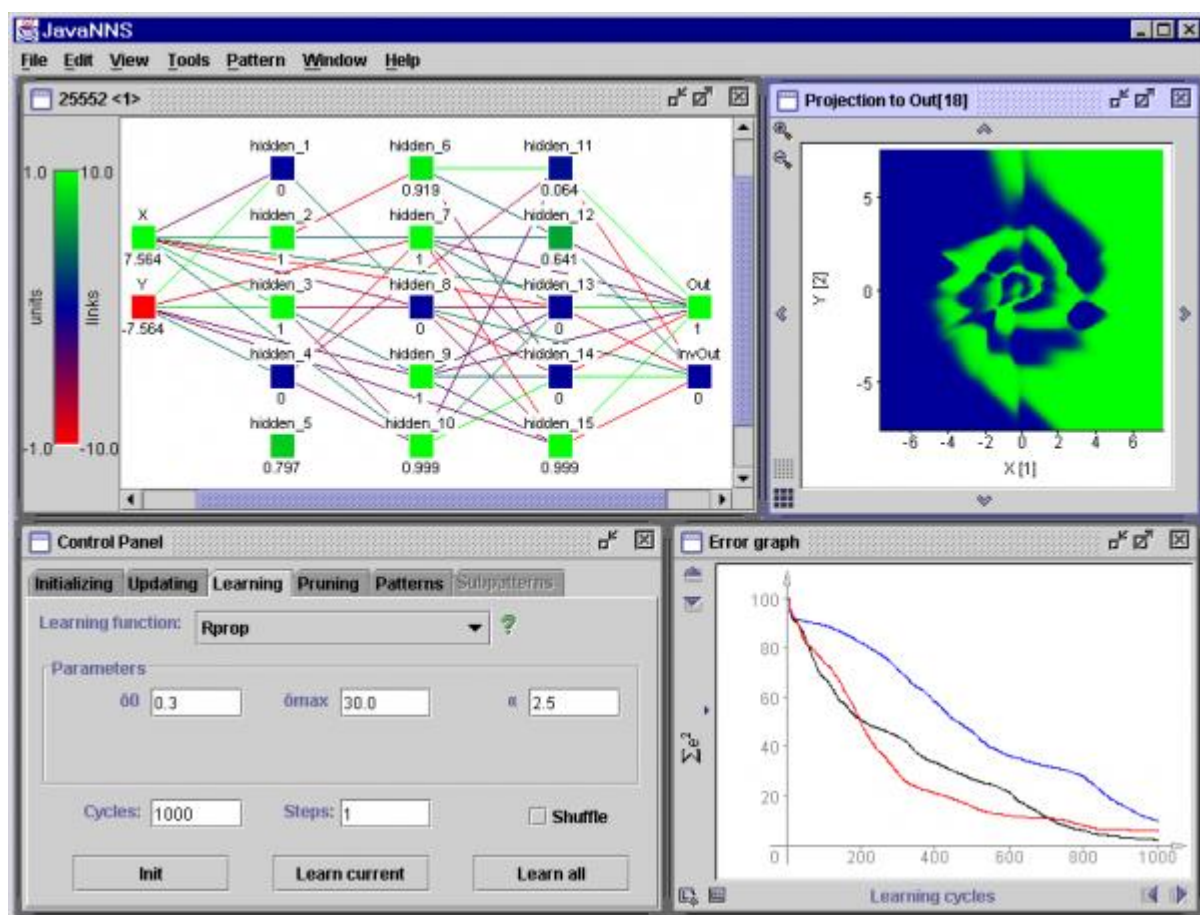 JavaNNS
File Edit View Tools Pattern Window Help
25552 <1>
1.0 10.0
units
links
-1.0 -10.0
hidden_1 hidden_6 hidden_11
0 0.919 0.064
X hidden_2 hidden_7 hidden_12
7.564 1 1 0.641
Y hidden_3 hidden_8 hidden_13 Out
-7.564 1 0 0 1
hidden_4 hidden_9 hidden_14 InvOut
0 1 0 0
hidden_5 hidden_10 hidden_15
0.797 0.999 0.999
Projection to Out[18]
Y [2]
5
0
-5
-6 -4 -2 0 2 4 6
X [1]
Control Panel
Initializing Updating Learning Pruning Patterns Subpatterns
Learning function: Rprop ?
Parameters
δ0 0.3 δmax 30.0 α 2.5
Cycles: 1000 Steps: 1 Shuffle
Init Learn current Learn all
Error graph
Σe²
100
80
60
40
20
0 200 400 600 800 1000
Learning cycles